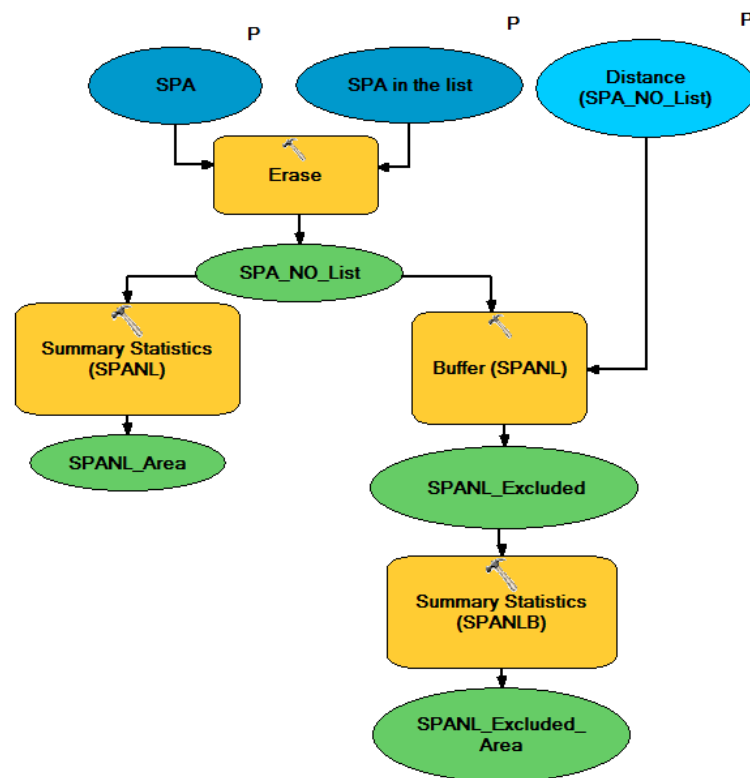 P
P
P
SPA
SPA in the list
Distance
(SPA_NO_List)
Erase
SPA_NO_List
Summary Statistics
(SPANL)
Buffer (SPANL)
SPANL_Area
SPANL_Excluded
Summary Statistics
(SPANLB)
SPANL_Excluded_
Area